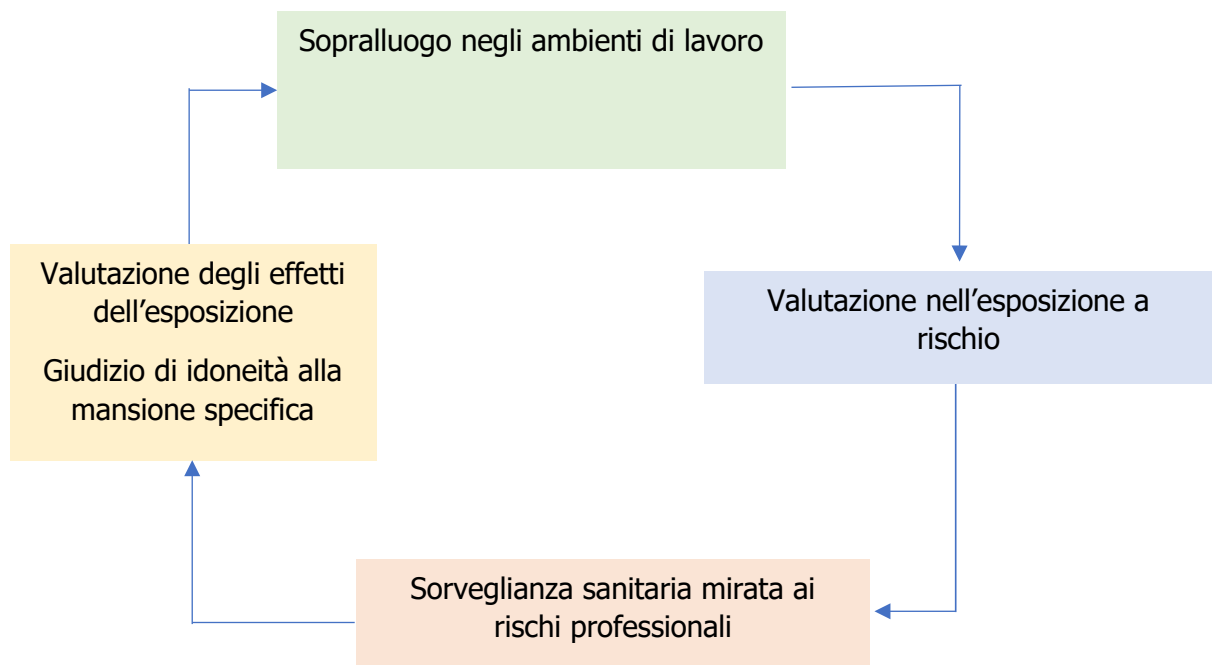 Sopralluogo negli ambienti di lavoro
Valutazione degli effetti
dell’esposizione
Giudizio di idoneità alla
mansione specifica
Valutazione nell’esposizione a
rischio
Sorveglianza sanitaria mirata ai
rischi professionali